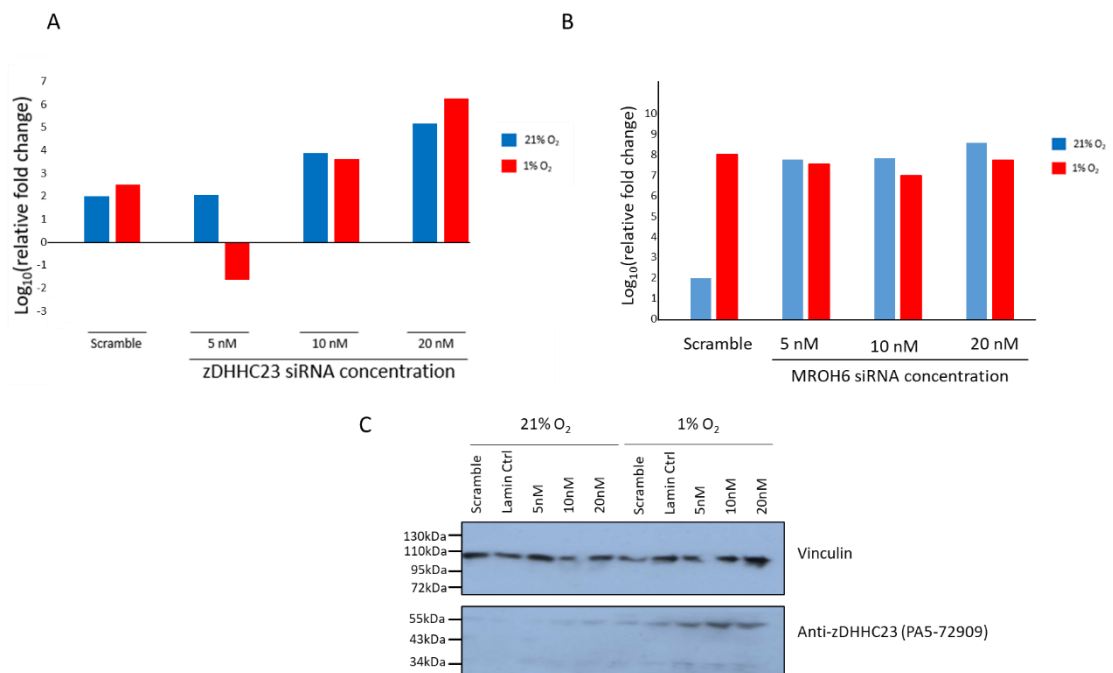 A
Log₁₀(relative fold change)
7
6
5
4
3
2
1
0
-1
-2
-3
21% O₂
1% O₂
Scramble
5 nM
10 nM
20 nM
zDHHC23 siRNA concentration
B
Log₁₀(relative fold change)
10
9
8
7
6
5
4
3
2
1
0
21% O₂
1% O₂
Scramble
5 nM
10 nM
20 nM
MROH6 siRNA concentration
C
21% O₂
1% O₂
Scramble
Lamin Ctrl
5nM
10nM
20nM
Scramble
Lamin Ctrl
5nM
10nM
20nM
130kDa
110kDa
95kDa
72kDa
Vinculin
55kDa
43kDa
34kDa
Anti-zDHHC23 (PA5-72909)